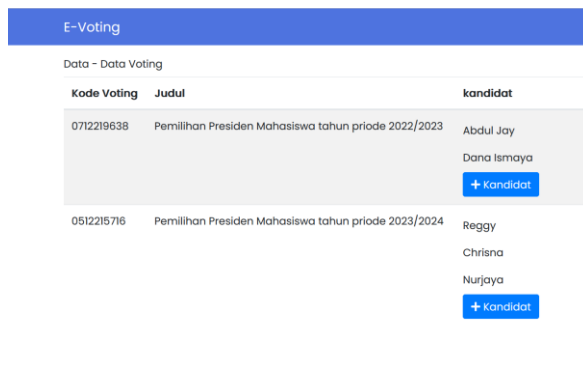 E-Voting
Data - Data Voting
Kode Voting Judul kandidat
0712219638 Pemilihan Presiden Mahasiswa tahun priode 2022/2023 Abdul Jay
Dana Ismaya
+ Kandidat
0512215716 Pemilihan Presiden Mahasiswa tahun priode 2023/2024 Reggy
Chrisna
Nurjaya
+ Kandidat